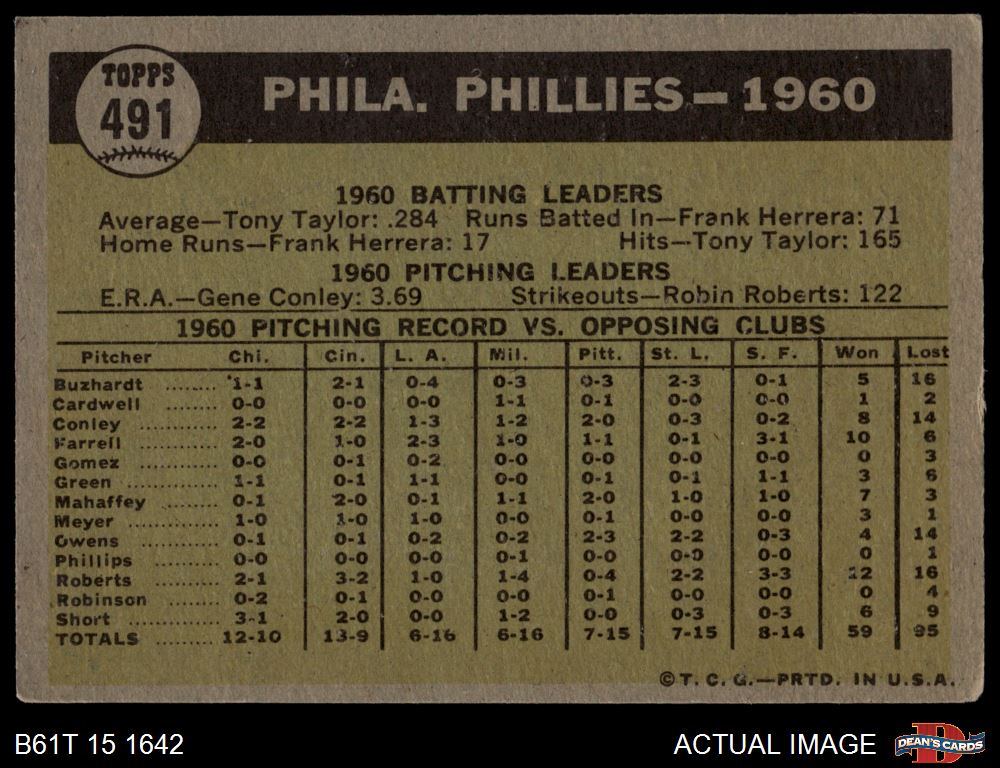 TOPPS
491
PHILA. PHILLIES — 1960
1960 BATTING LEADERS
Average—Tony Taylor: .284 Runs Batted In—Frank Herrera: 71
Home Runs—Frank Herrera: 17 Hits—Tony Taylor: 165
1960 PITCHING LEADERS
E.R.A.—Gene Conley: 3.69 Strikeouts—Robin Roberts: 122
1960 PITCHING RECORD VS. OPPOSING CLUBS
Pitcher Chi. Cin. L. A. Mil. Pitt. St. L. S. F. Won Lost
Buzhardt ........ 1-1 2-1 0-4 0-3 0-3 2-3 0-1 5 16
Cardwell ........ 0-0 0-0 0-0 1-1 0-1 0-0 0-0 1 2
Conley ............ 2-2 2-2 1-3 1-2 2-0 0-3 0-2 8 14
Farrell ............ 2-0 1-0 2-3 1-0 1-1 0-1 3-1 10 6
Gomez ............ 0-0 0-1 0-2 0-0 0-0 0-0 0-0 0 3
Green ............ 1-1 0-1 1-1 0-0 0-1 0-1 1-1 3 6
Mahaffey ........ 0-1 2-0 0-1 1-1 2-0 1-0 1-0 7 3
Meyer ............ 1-0 1-0 1-0 0-0 0-1 0-0 0-0 3 1
Owens ............ 0-1 0-1 0-2 0-2 2-3 2-2 0-3 4 14
Phillips ........... 0-0 0-0 0-0 0-1 0-0 0-0 0-0 0 1
Roberts .......... 2-1 3-2 1-0 1-4 0-4 2-2 3-3 12 16
Robinson ........ 0-2 0-1 0-0 0-0 0-1 0-0 0-0 0 4
Short .............. 3-1 2-0 0-0 1-2 0-0 0-3 0-3 6 9
TOTALS ........ 12-10 13-9 6-16 6-16 7-15 7-15 8-14 59 95
© T. C. G.—PRTD. IN U.S.A.
B61T 15 1642 ACTUAL IMAGE DEAN'S CARDS